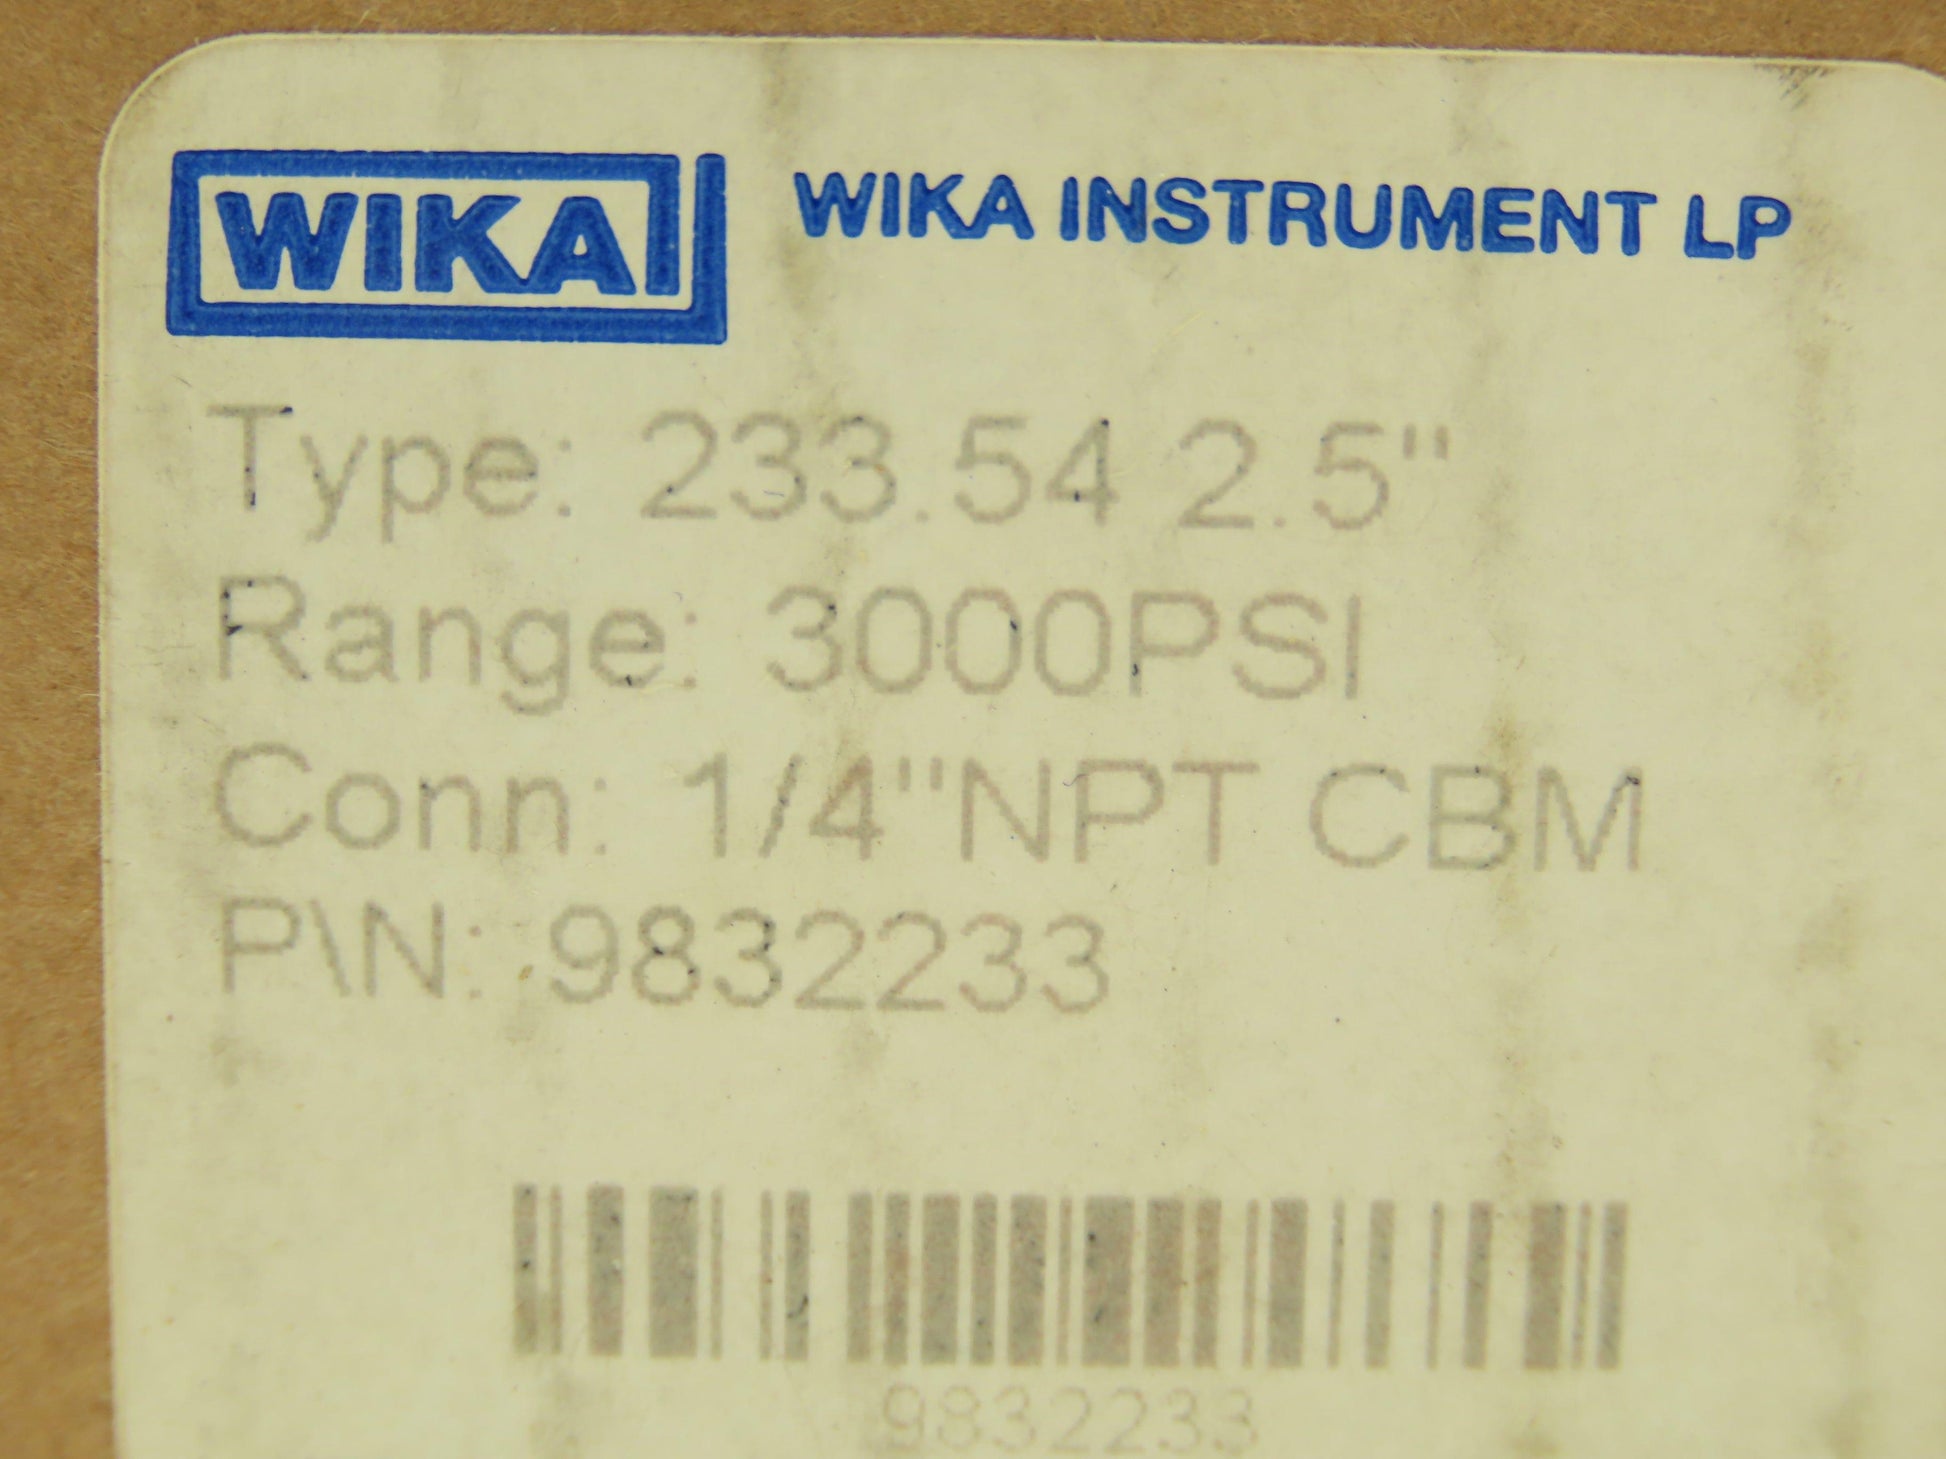 WIKA WIKA INSTRUMENT LP
Type: 233.54 2.5"
Range: 3000PSI
Conn: 1/4"NPT CBM
P\N: 9832233
9832233